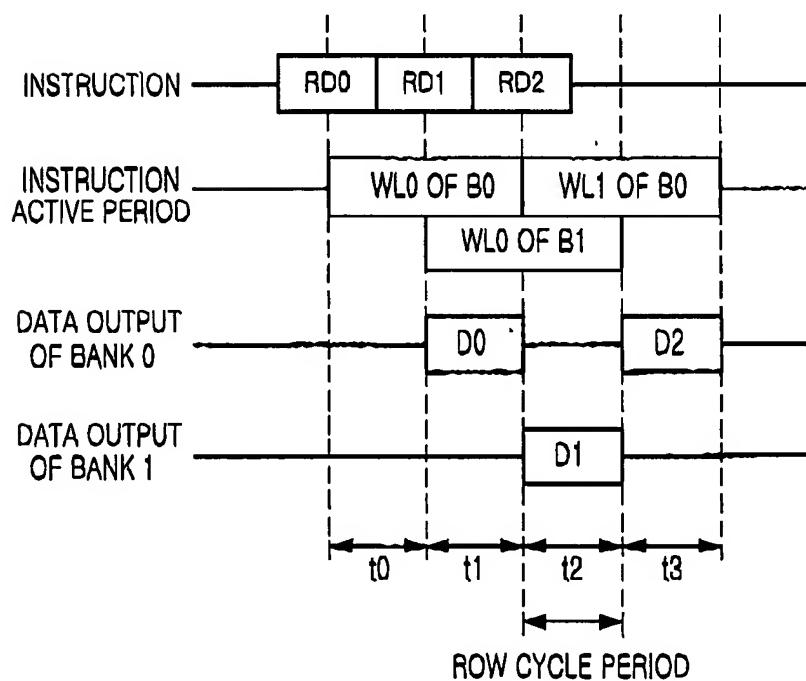 INSTRUCTION
RD0 RD1 RD2
INSTRUCTION
ACTIVE PERIOD
WL0 OF B0 WL1 OF B0
WL0 OF B1
DATA OUTPUT
OF BANK 0
D0 D2
DATA OUTPUT
OF BANK 1
D1
t0 t1 t2 t3
ROW CYCLE PERIOD